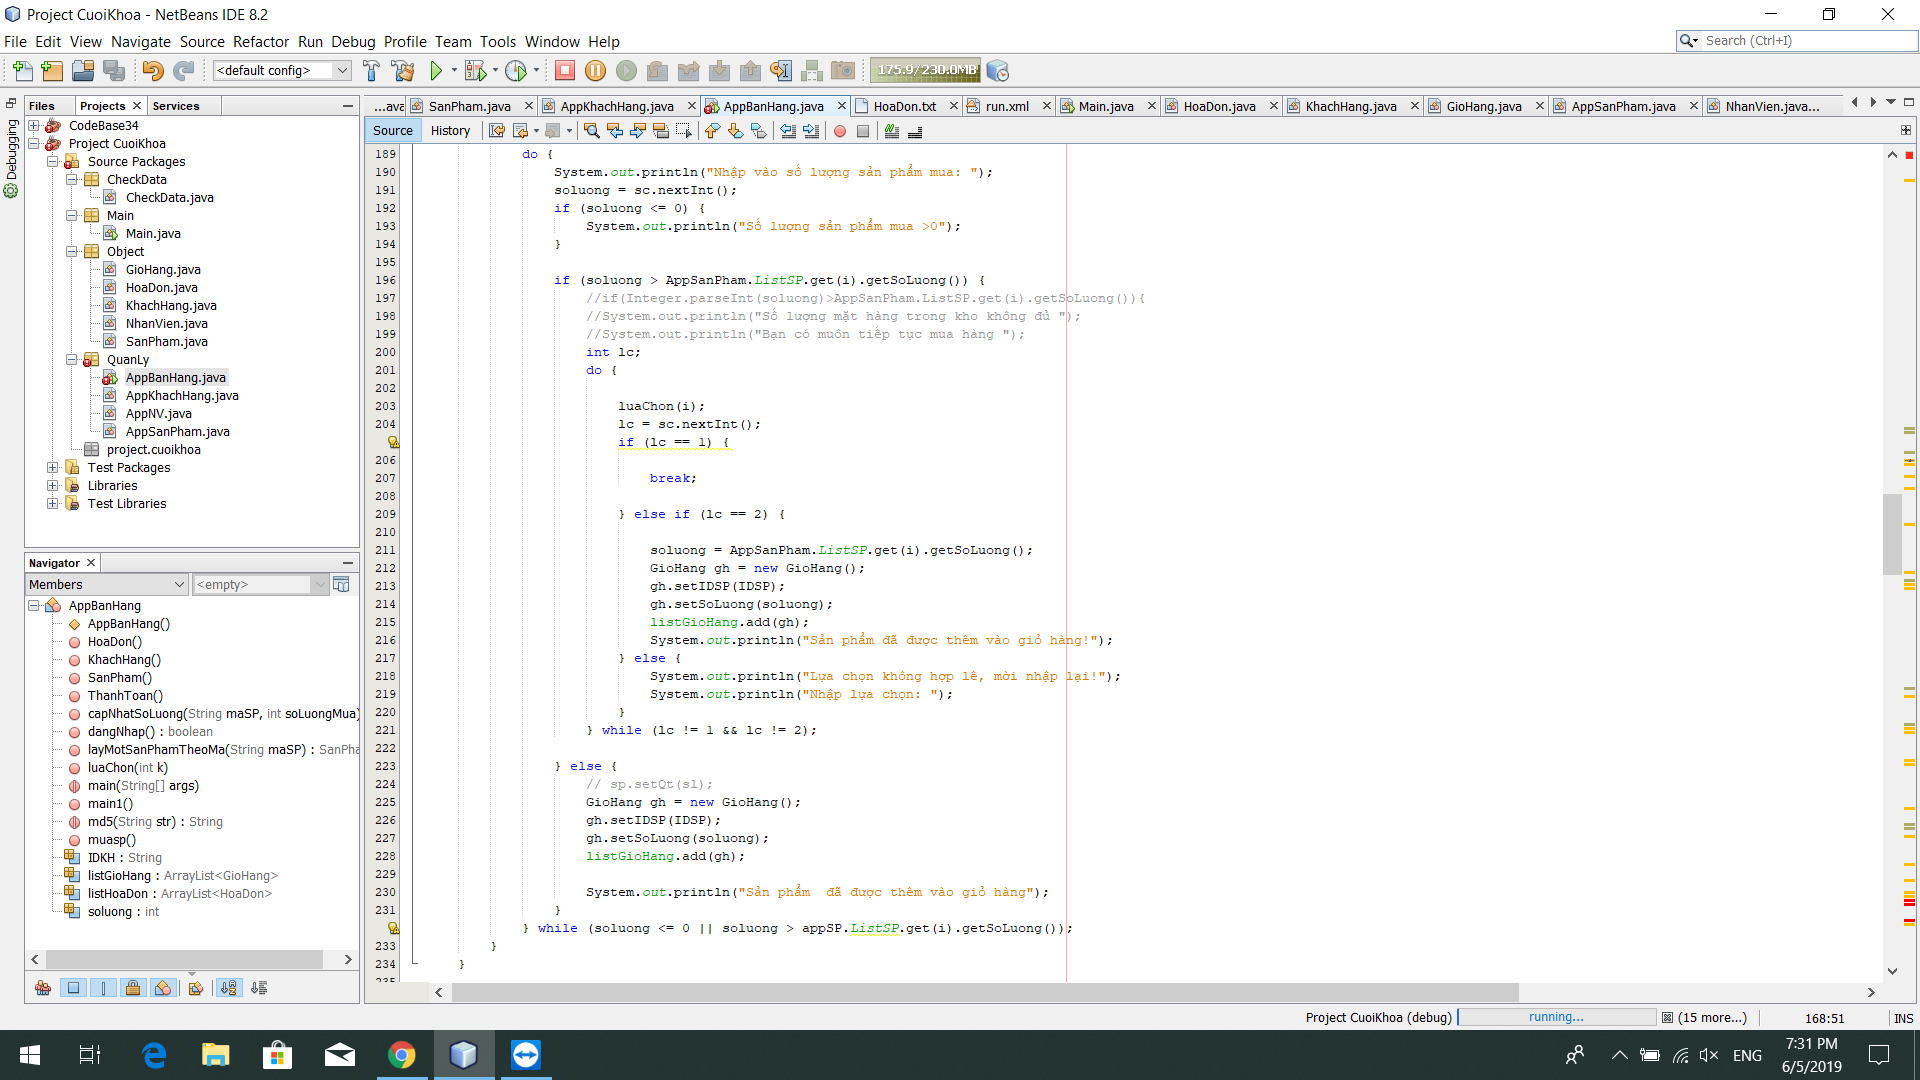 Project CuoiKhoa - NetBeans IDE 8.2
File Edit View Navigate Source Refactor Run Debug Profile Team Tools Window Help
Search (Ctrl+I)
<default config>
175.9/230.0MB
Files Projects Services
...ava SanPham.java AppKhachHang.java AppBanHang.java HoaDon.txt run.xml Main.java HoaDon.java KhachHang.java GioHang.java AppSanPham.java NhanVien.java...
Source History
Debugging
CodeBase34
Project CuoiKhoa
Source Packages
CheckData
CheckData.java
Main
Main.java
Object
GioHang.java
HoaDon.java
KhachHang.java
NhanVien.java
SanPham.java
QuanLy
AppBanHang.java
AppKhachHang.java
AppNV.java
AppSanPham.java
project.cuoikhoa
Test Packages
Libraries
Test Libraries
Navigator
Members <empty>
AppBanHang
AppBanHang()
HoaDon()
KhachHang()
SanPham()
ThanhToan()
capNhatSoLuong(String maSP, int soLuongMua)
dangNhap() : boolean
layMotSanPhamTheoMa(String maSP) : SanPha
luaChon(int k)
main(String[] args)
main1()
md5(String str) : String
muasp()
IDKH : String
listGioHang : ArrayList<GioHang>
listHoaDon : ArrayList<HoaDon>
soluong : int
189 do {
190 System.out.println("Nhập vào số lượng sản phẩm mua: ");
191 soluong = sc.nextInt();
192 if (soluong <= 0) {
193 System.out.println("Số lượng sản phẩm mua >0");
194 }
195
196 if (soluong > AppSanPham.ListSP.get(i).getSoLuong()) {
197 //if(Integer.parseInt(soluong)>AppSanPham.ListSP.get(i).getSoLuong()){
198 //System.out.println("Số lượng mặt hàng trong kho không đủ ");
199 //System.out.println("Bạn có muôn tiếp tục mua hàng ");
200 int lc;
201 do {
202
203 luaChon(i);
204 lc = sc.nextInt();
if (lc == 1) {
206
207 break;
208
209 } else if (lc == 2) {
210
211 soluong = AppSanPham.ListSP.get(i).getSoLuong();
212 GioHang gh = new GioHang();
213 gh.setIDSP(IDSP);
214 gh.setSoLuong(soluong);
215 listGioHang.add(gh);
216 System.out.println("Sản phẩm đã được thêm vào giỏ hàng!");
217 } else {
218 System.out.println("Lựa chọn không hợp lê, mời nhập lại!");
219 System.out.println("Nhập lựa chọn: ");
220 }
221 } while (lc != 1 && lc != 2);
222
223 } else {
224 // sp.setQt(sl);
225 GioHang gh = new GioHang();
226 gh.setIDSP(IDSP);
227 gh.setSoLuong(soluong);
228 listGioHang.add(gh);
229
230 System.out.println("Sản phẩm  đã được thêm vào giỏ hàng");
231 }
} while (soluong <= 0 || soluong > appSP.ListSP.get(i).getSoLuong());
233 }
234 }
Project CuoiKhoa (debug) running... (15 more...) 168:51 INS
ENG
7:31 PM
6/5/2019